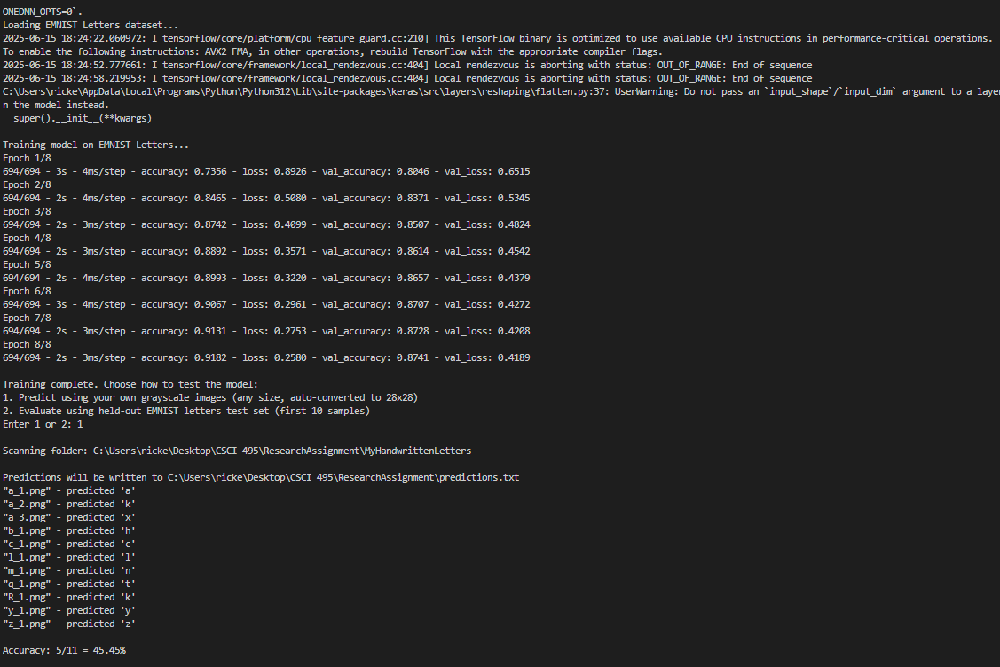 ONEDNN_OPTS=0`.
Loading EMNIST Letters dataset...
2025-06-15 18:24:22.060972: I tensorflow/core/platform/cpu_feature_guard.cc:210] This TensorFlow binary is optimized to use available CPU instructions in performance-critical operations.
To enable the following instructions: AVX2 FMA, in other operations, rebuild TensorFlow with the appropriate compiler flags.
2025-06-15 18:24:52.777661: I tensorflow/core/framework/local_rendezvous.cc:404] Local rendezvous is aborting with status: OUT_OF_RANGE: End of sequence
2025-06-15 18:24:58.219953: I tensorflow/core/framework/local_rendezvous.cc:404] Local rendezvous is aborting with status: OUT_OF_RANGE: End of sequence
C:\Users\ricke\AppData\Local\Programs\Python\Python312\Lib\site-packages\keras\src\layers\reshaping\flatten.py:37: UserWarning: Do not pass an `input_shape`/`input_dim` argument to a laye
n the model instead.
  super().__init__(**kwargs)

Training model on EMNIST Letters...
Epoch 1/8
694/694 - 3s - 4ms/step - accuracy: 0.7356 - loss: 0.8926 - val_accuracy: 0.8046 - val_loss: 0.6515
Epoch 2/8
694/694 - 2s - 4ms/step - accuracy: 0.8465 - loss: 0.5080 - val_accuracy: 0.8371 - val_loss: 0.5345
Epoch 3/8
694/694 - 2s - 3ms/step - accuracy: 0.8742 - loss: 0.4099 - val_accuracy: 0.8507 - val_loss: 0.4824
Epoch 4/8
694/694 - 2s - 3ms/step - accuracy: 0.8892 - loss: 0.3571 - val_accuracy: 0.8614 - val_loss: 0.4542
Epoch 5/8
694/694 - 2s - 4ms/step - accuracy: 0.8993 - loss: 0.3220 - val_accuracy: 0.8657 - val_loss: 0.4379
Epoch 6/8
694/694 - 3s - 4ms/step - accuracy: 0.9067 - loss: 0.2961 - val_accuracy: 0.8707 - val_loss: 0.4272
Epoch 7/8
694/694 - 2s - 3ms/step - accuracy: 0.9131 - loss: 0.2753 - val_accuracy: 0.8728 - val_loss: 0.4208
Epoch 8/8
694/694 - 2s - 3ms/step - accuracy: 0.9182 - loss: 0.2580 - val_accuracy: 0.8741 - val_loss: 0.4189

Training complete. Choose how to test the model:
1. Predict using your own grayscale images (any size, auto-converted to 28x28)
2. Evaluate using held-out EMNIST letters test set (first 10 samples)
Enter 1 or 2: 1

Scanning folder: C:\Users\ricke\Desktop\CSCI 495\ResearchAssignment\MyHandwrittenLetters

Predictions will be written to C:\Users\ricke\Desktop\CSCI 495\ResearchAssignment\predictions.txt
"a_1.png" - predicted 'a'
"a_2.png" - predicted 'k'
"a_3.png" - predicted 'x'
"b_1.png" - predicted 'h'
"c_1.png" - predicted 'c'
"l_1.png" - predicted 'l'
"m_1.png" - predicted 'n'
"q_1.png" - predicted 't'
"R_1.png" - predicted 'k'
"y_1.png" - predicted 'y'
"z_1.png" - predicted 'z'

Accuracy: 5/11 = 45.45%